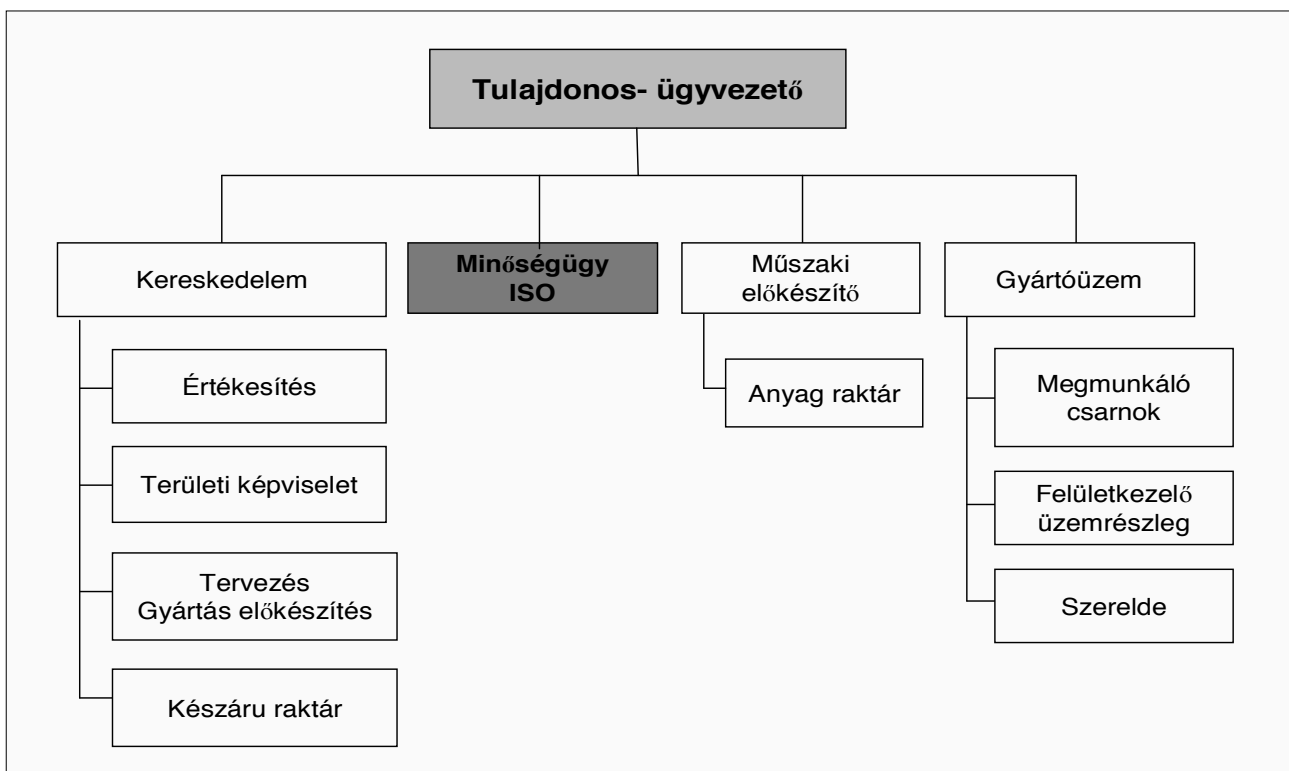 Tulajdonos- ügyvezető
Kereskedelem
Minőségügy
ISO
Műszaki
előkészítő
Gyártóüzem
Értékesítés
Területi képviselet
Tervezés
Gyártás előkészítés
Készáru raktár
Anyag raktár
Megmunkáló
csarnok
Felületkezelő
üzemrészleg
Szerelde